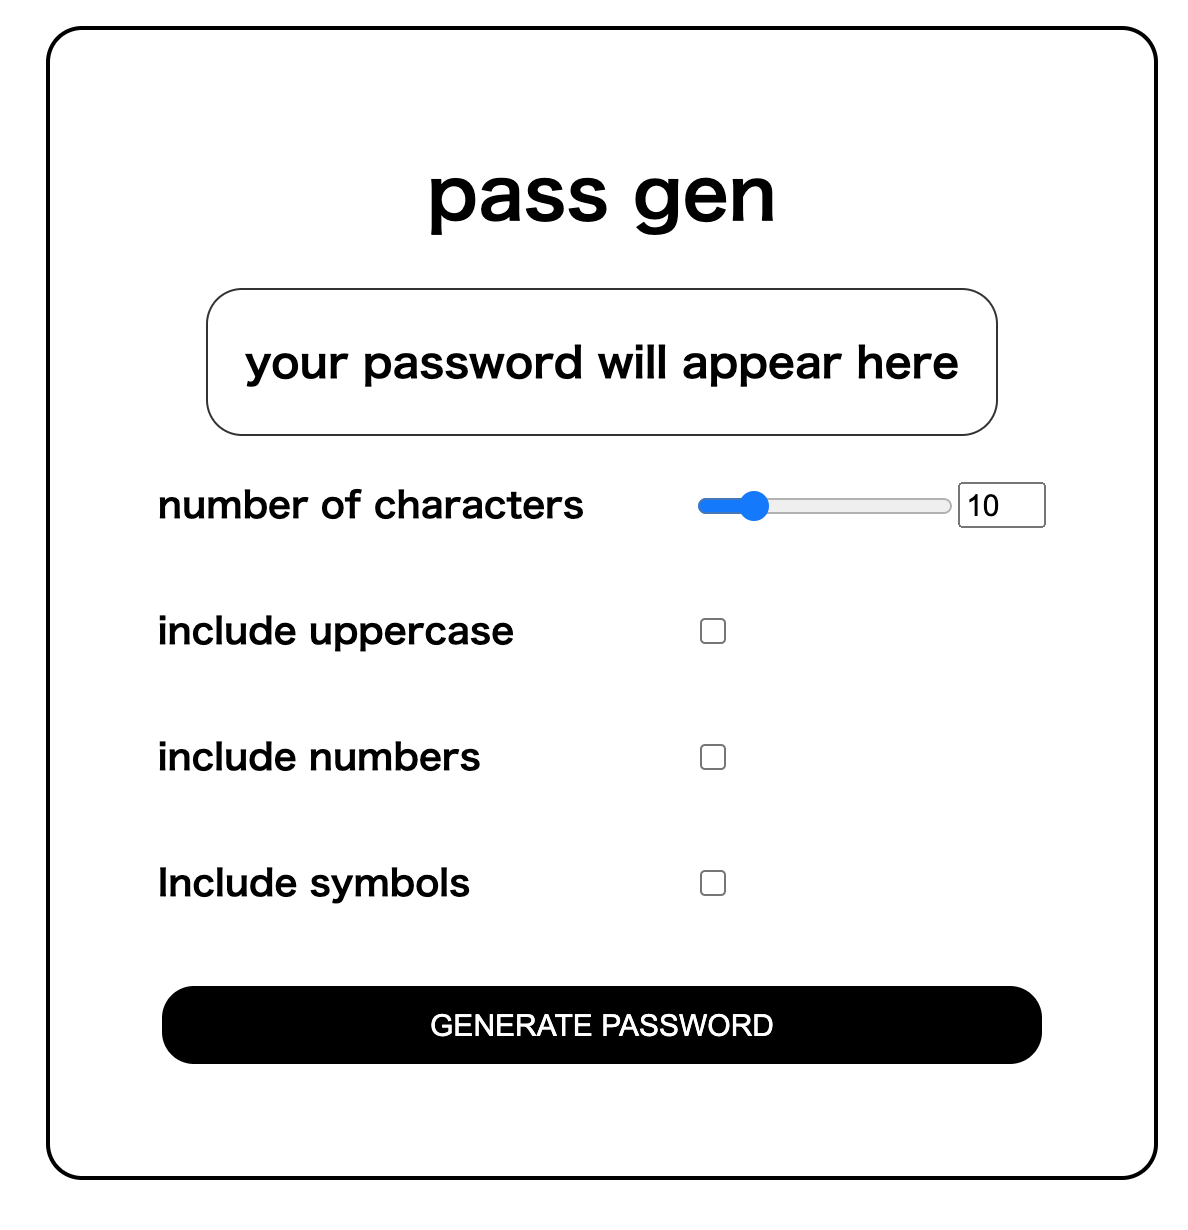 pass gen
your password will appear here
number of characters 10
include uppercase
include numbers
Include symbols
GENERATE PASSWORD